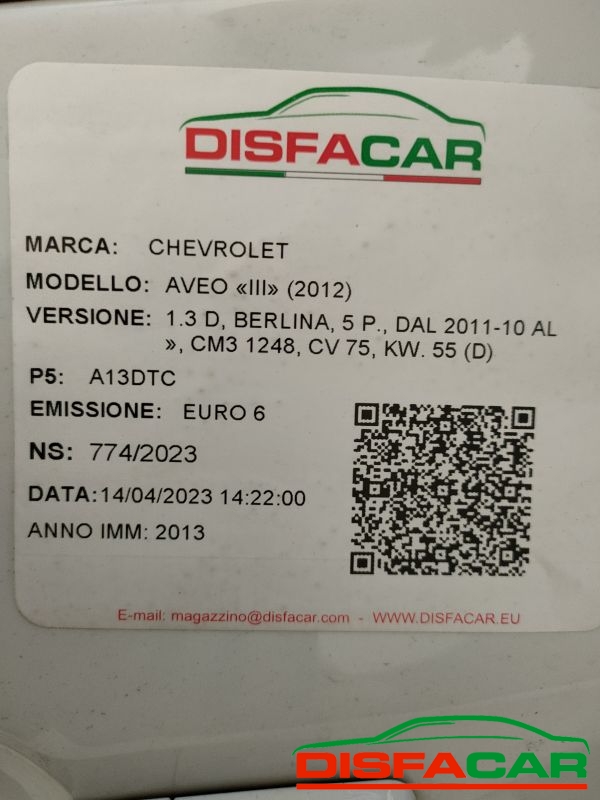 DISFACAR
MARCA: CHEVROLET
MODELLO: AVEO «III» (2012)
VERSIONE: 1.3 D, BERLINA, 5 P., DAL 2011-10 AL
», CM3 1248, CV 75, KW. 55 (D)
P5: A13DTC
EMISSIONE: EURO 6
NS: 774/2023
DATA:14/04/2023 14:22:00
ANNO IMM: 2013
E-mail: magazzino@disfacar.com - WWW.DISFACAR.EU
DISFACAR